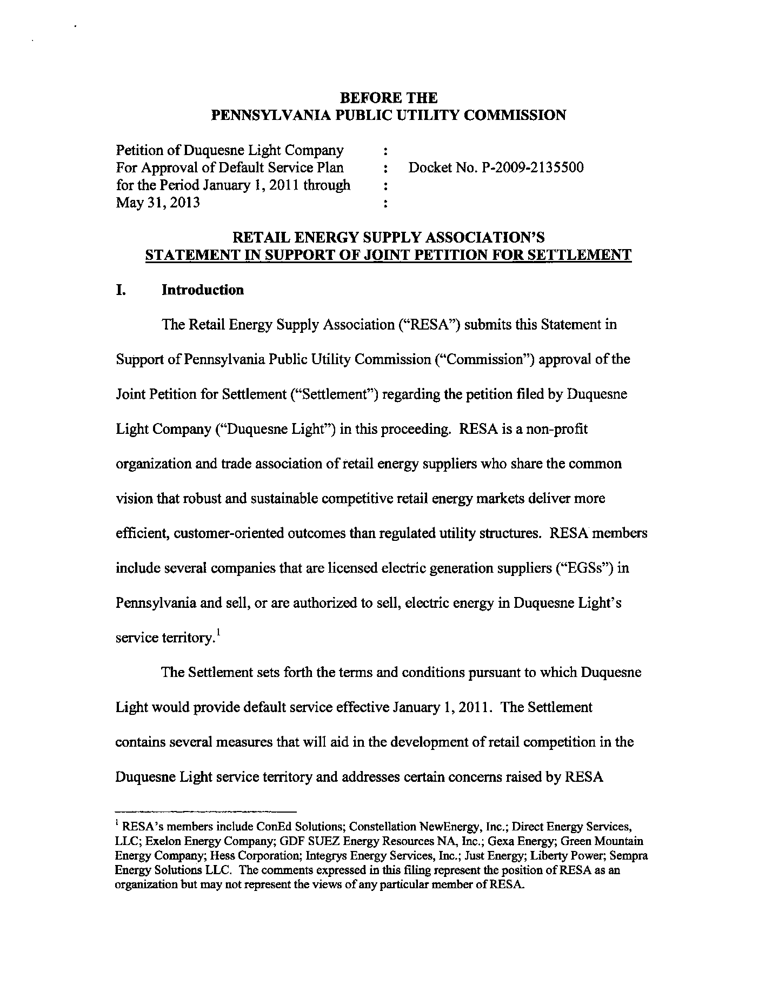 BEFORE THE
PENNSYLVANIA PUBLIC UTILITY COMMISSION
Petition of Duquesne Light Company :
For Approval of Default Service Plan : Docket No. P-2009-2135500
for the Period January 1, 2011 through :
May 31, 2013 :
RETAIL ENERGY SUPPLY ASSOCIATION’S
STATEMENT IN SUPPORT OF JOINT PETITION FOR SETTLEMENT
I. Introduction
The Retail Energy Supply Association (“RESA”) submits this Statement in
Support of Pennsylvania Public Utility Commission (“Commission”) approval of the
Joint Petition for Settlement (“Settlement”) regarding the petition filed by Duquesne
Light Company (“Duquesne Light”) in this proceeding. RESA is a non-profit
organization and trade association of retail energy suppliers who share the common
vision that robust and sustainable competitive retail energy markets deliver more
efficient, customer-oriented outcomes than regulated utility structures. RESA members
include several companies that are licensed electric generation suppliers (“EGSs”) in
Pennsylvania and sell, or are authorized to sell, electric energy in Duquesne Light’s
service territory.1
The Settlement sets forth the terms and conditions pursuant to which Duquesne
Light would provide default service effective January 1, 2011. The Settlement
contains several measures that will aid in the development of retail competition in the
Duquesne Light service territory and addresses certain concerns raised by RESA
1 RESA’s members include ConEd Solutions; Constellation NewEnergy, Inc.; Direct Energy Services,
LLC; Exelon Energy Company; GDF SUEZ Energy Resources NA, Inc.; Gexa Energy; Green Mountain
Energy Company; Hess Corporation; Integrys Energy Services, Inc.; Just Energy; Liberty Power; Sempra
Energy Solutions LLC. The comments expressed in this filing represent the position of RESA as an
organization but may not represent the views of any particular member of RESA.